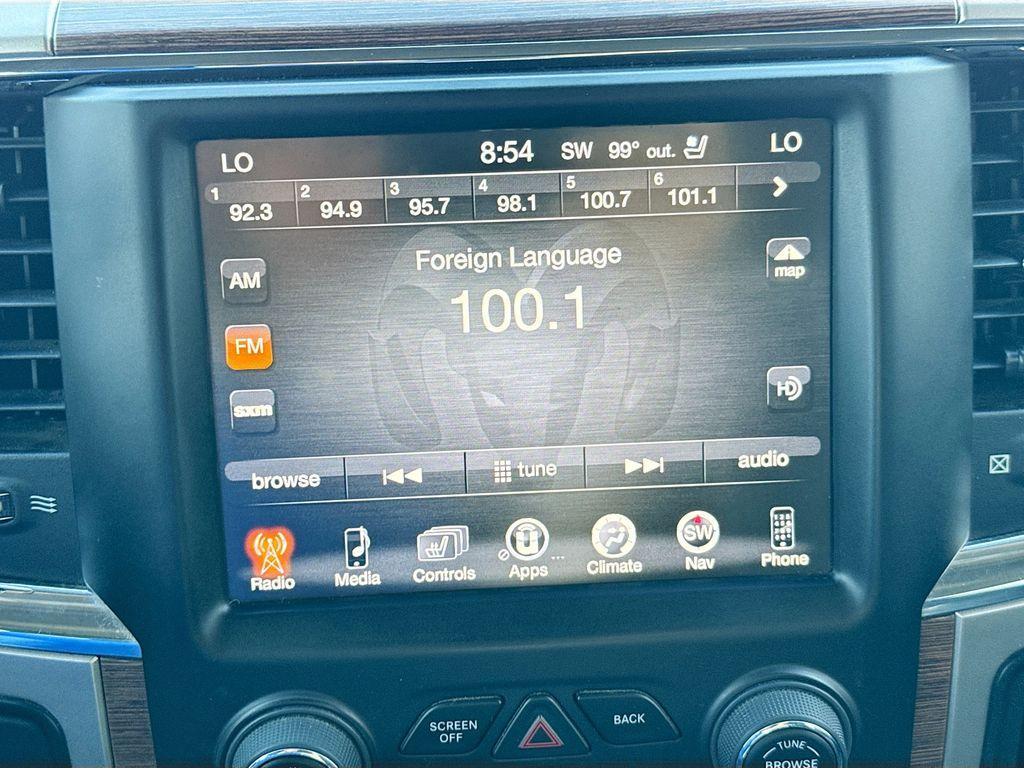 LO 8:54 SW 99° out. LO
1 92.3 2 94.9 3 95.7 4 98.1 5 100.7 6 101.1
Foreign Language
100.1
AM
map
FM
HD
sxm
browse tune audio
Radio Media Controls Apps ... Climate SW Nav Phone
SCREEN OFF
BACK
TUNE
BROWSE